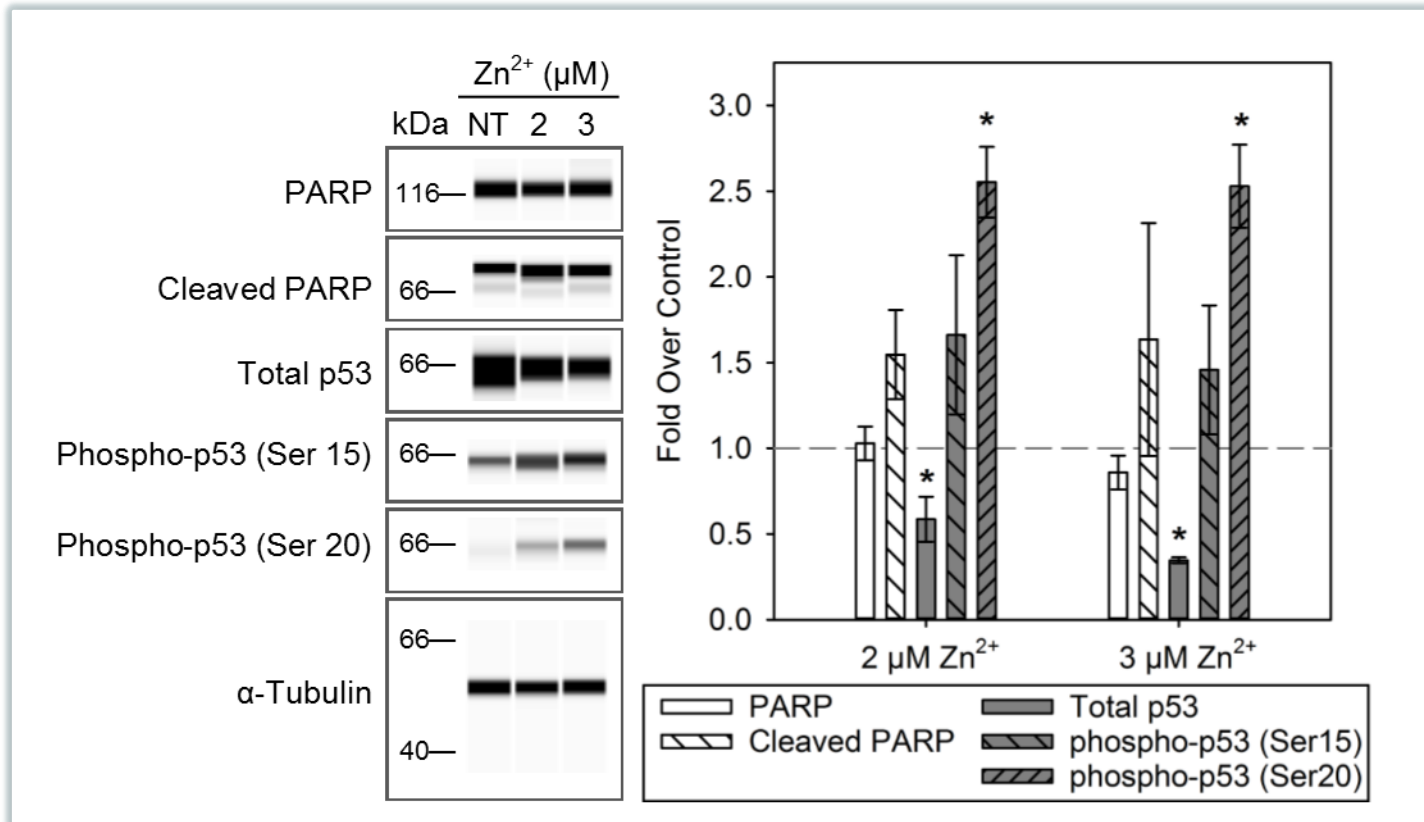 Zn²⁺ (μM)
kDa NT 2 3
PARP 116—
Cleaved PARP 66—
Total p53 66—
Phospho-p53 (Ser 15) 66—
Phospho-p53 (Ser 20) 66—
66—
α-Tubulin
40—
Fold Over Control
3.0
2.5
2.0
1.5
1.0
0.5
0.0
* *
* *
2 μM Zn²⁺ 3 μM Zn²⁺
PARP Total p53
Cleaved PARP phospho-p53 (Ser15)
phospho-p53 (Ser20)